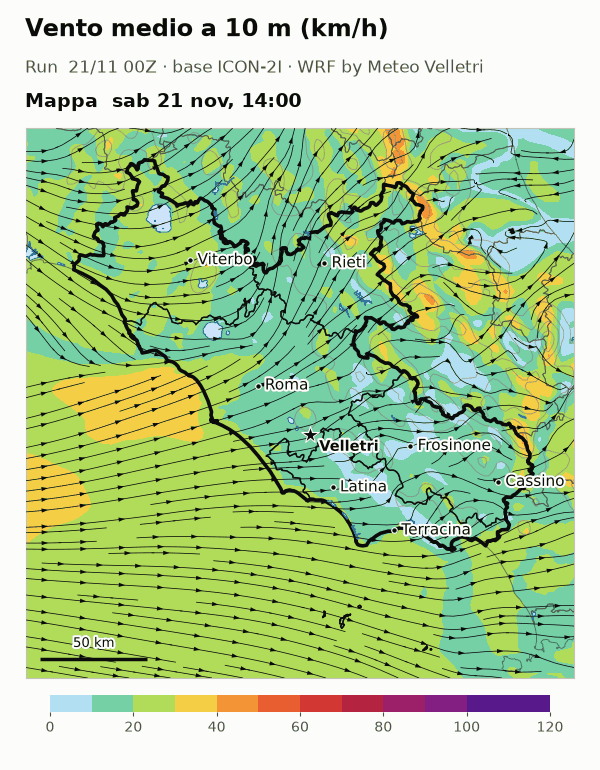 Vento medio a 10 m (km/h)
Run  21/11 00Z · base ICON-2I · WRF by Meteo Velletri
Mappa  sab 21 nov, 14:00
Viterbo
Rieti
Roma
Velletri
Frosinone
Latina
Cassino
Terracina
50 km
0 20 40 60 80 100 120